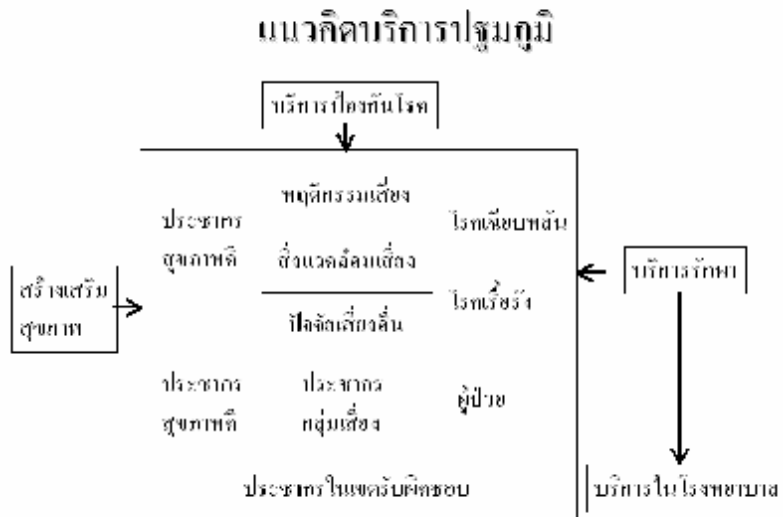 แนวคิดบริการปฐมภูมิ
บริการป้องกันโรค
พฤติกรรมเสี่ยง
ประชากร
สุขภาพดี
สิ่งแวดล้อมเสี่ยง
โรคเฉียบพลัน
บริการรักษา
สร้างเสริม
สุขภาพ
โรคเรื้อรัง
ปัจจัยเสี่ยงอื่น
ประชากร
สุขภาพดี
ประชากร
กลุ่มเสี่ยง
ผู้ป่วย
ประชากรในเขตรับผิดชอบ
บริการในโรงพยาบาล